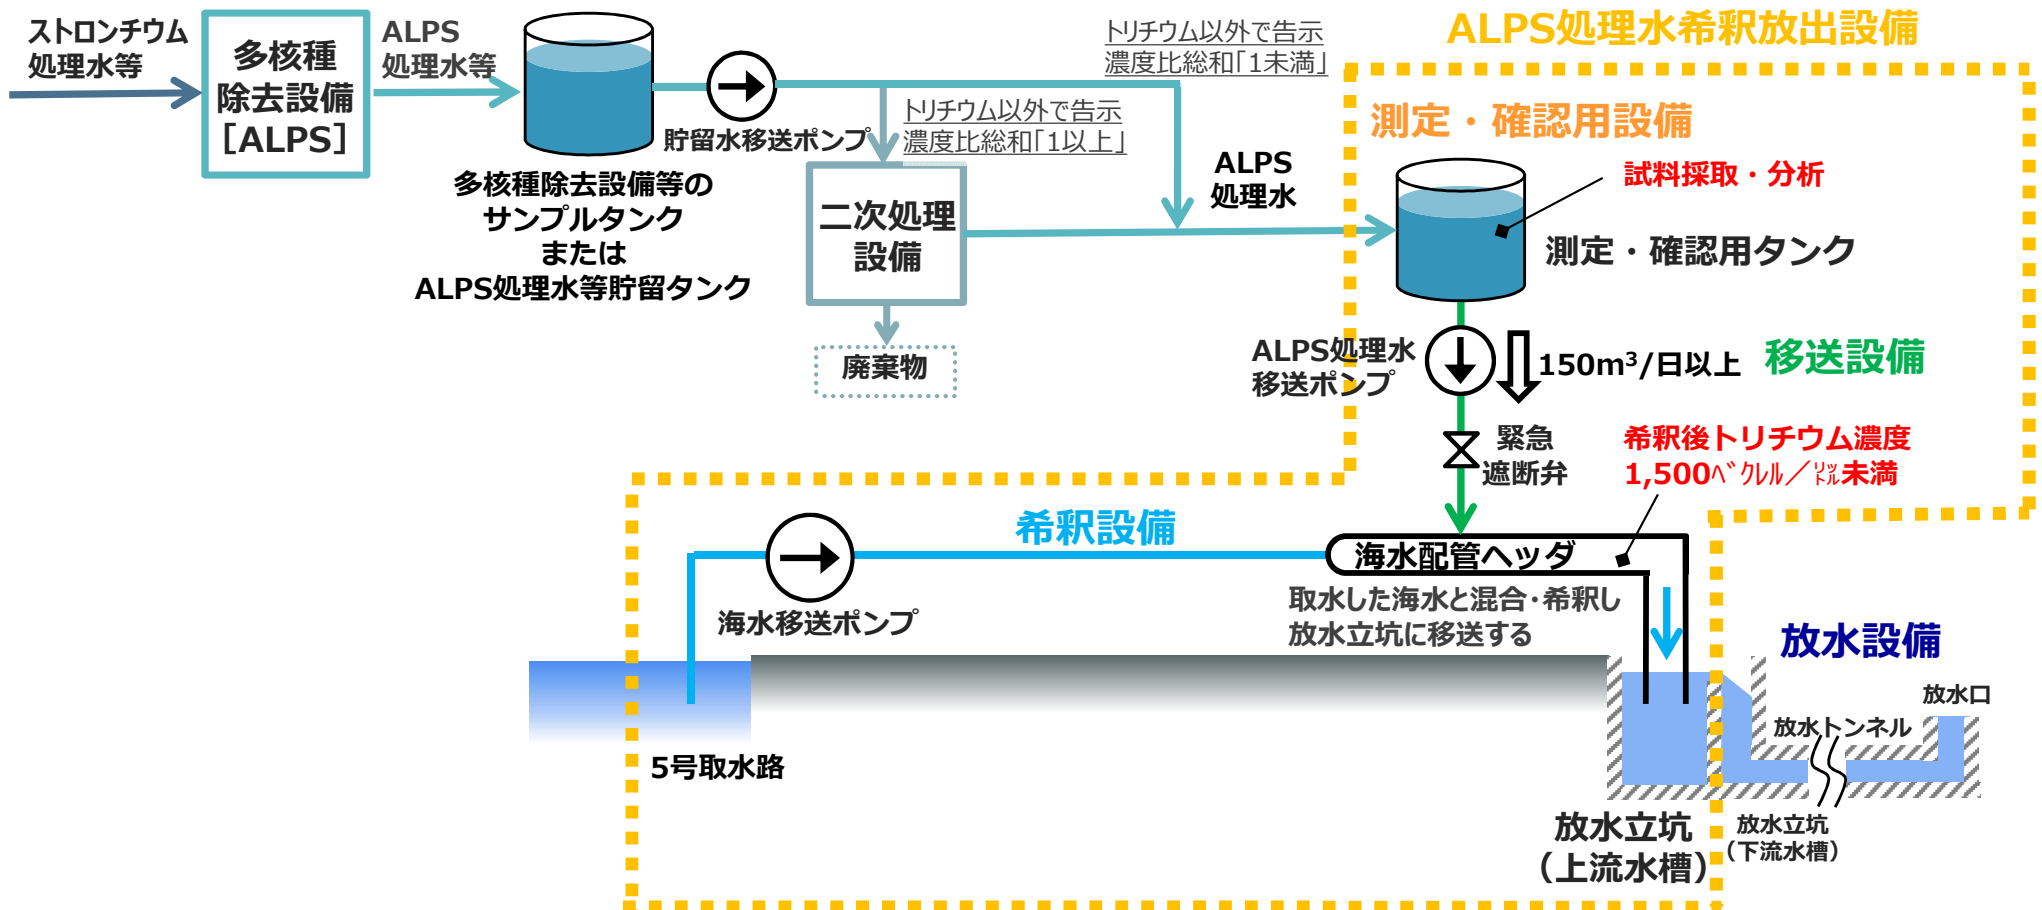 ストロンチウム
処理水等
多核種
除去設備
[ALPS]
ALPS
処理水等
貯留水移送ポンプ
多核種除去設備等の
サンプルタンク
または
ALPS処理水等貯留タンク
トリチウム以外で告示
濃度比総和「1未満」
トリチウム以外で告示
濃度比総和「1以上」
二次処理
設備
廃棄物
ALPS
処理水
ALPS処理水希釈放出設備
測定・確認用設備
試料採取・分析
測定・確認用タンク
ALPS処理水
移送ポンプ
150m³/日以上
移送設備
緊急
遮断弁
希釈後トリチウム濃度
1,500ﾍﾞｸﾚﾙ／㍑未満
希釈設備
海水配管ヘッダ
海水移送ポンプ
取水した海水と混合･希釈し
放水立坑に移送する
放水設備
放水口
放水トンネル
5号取水路
放水立坑
（上流水槽）
放水立坑
（下流水槽）